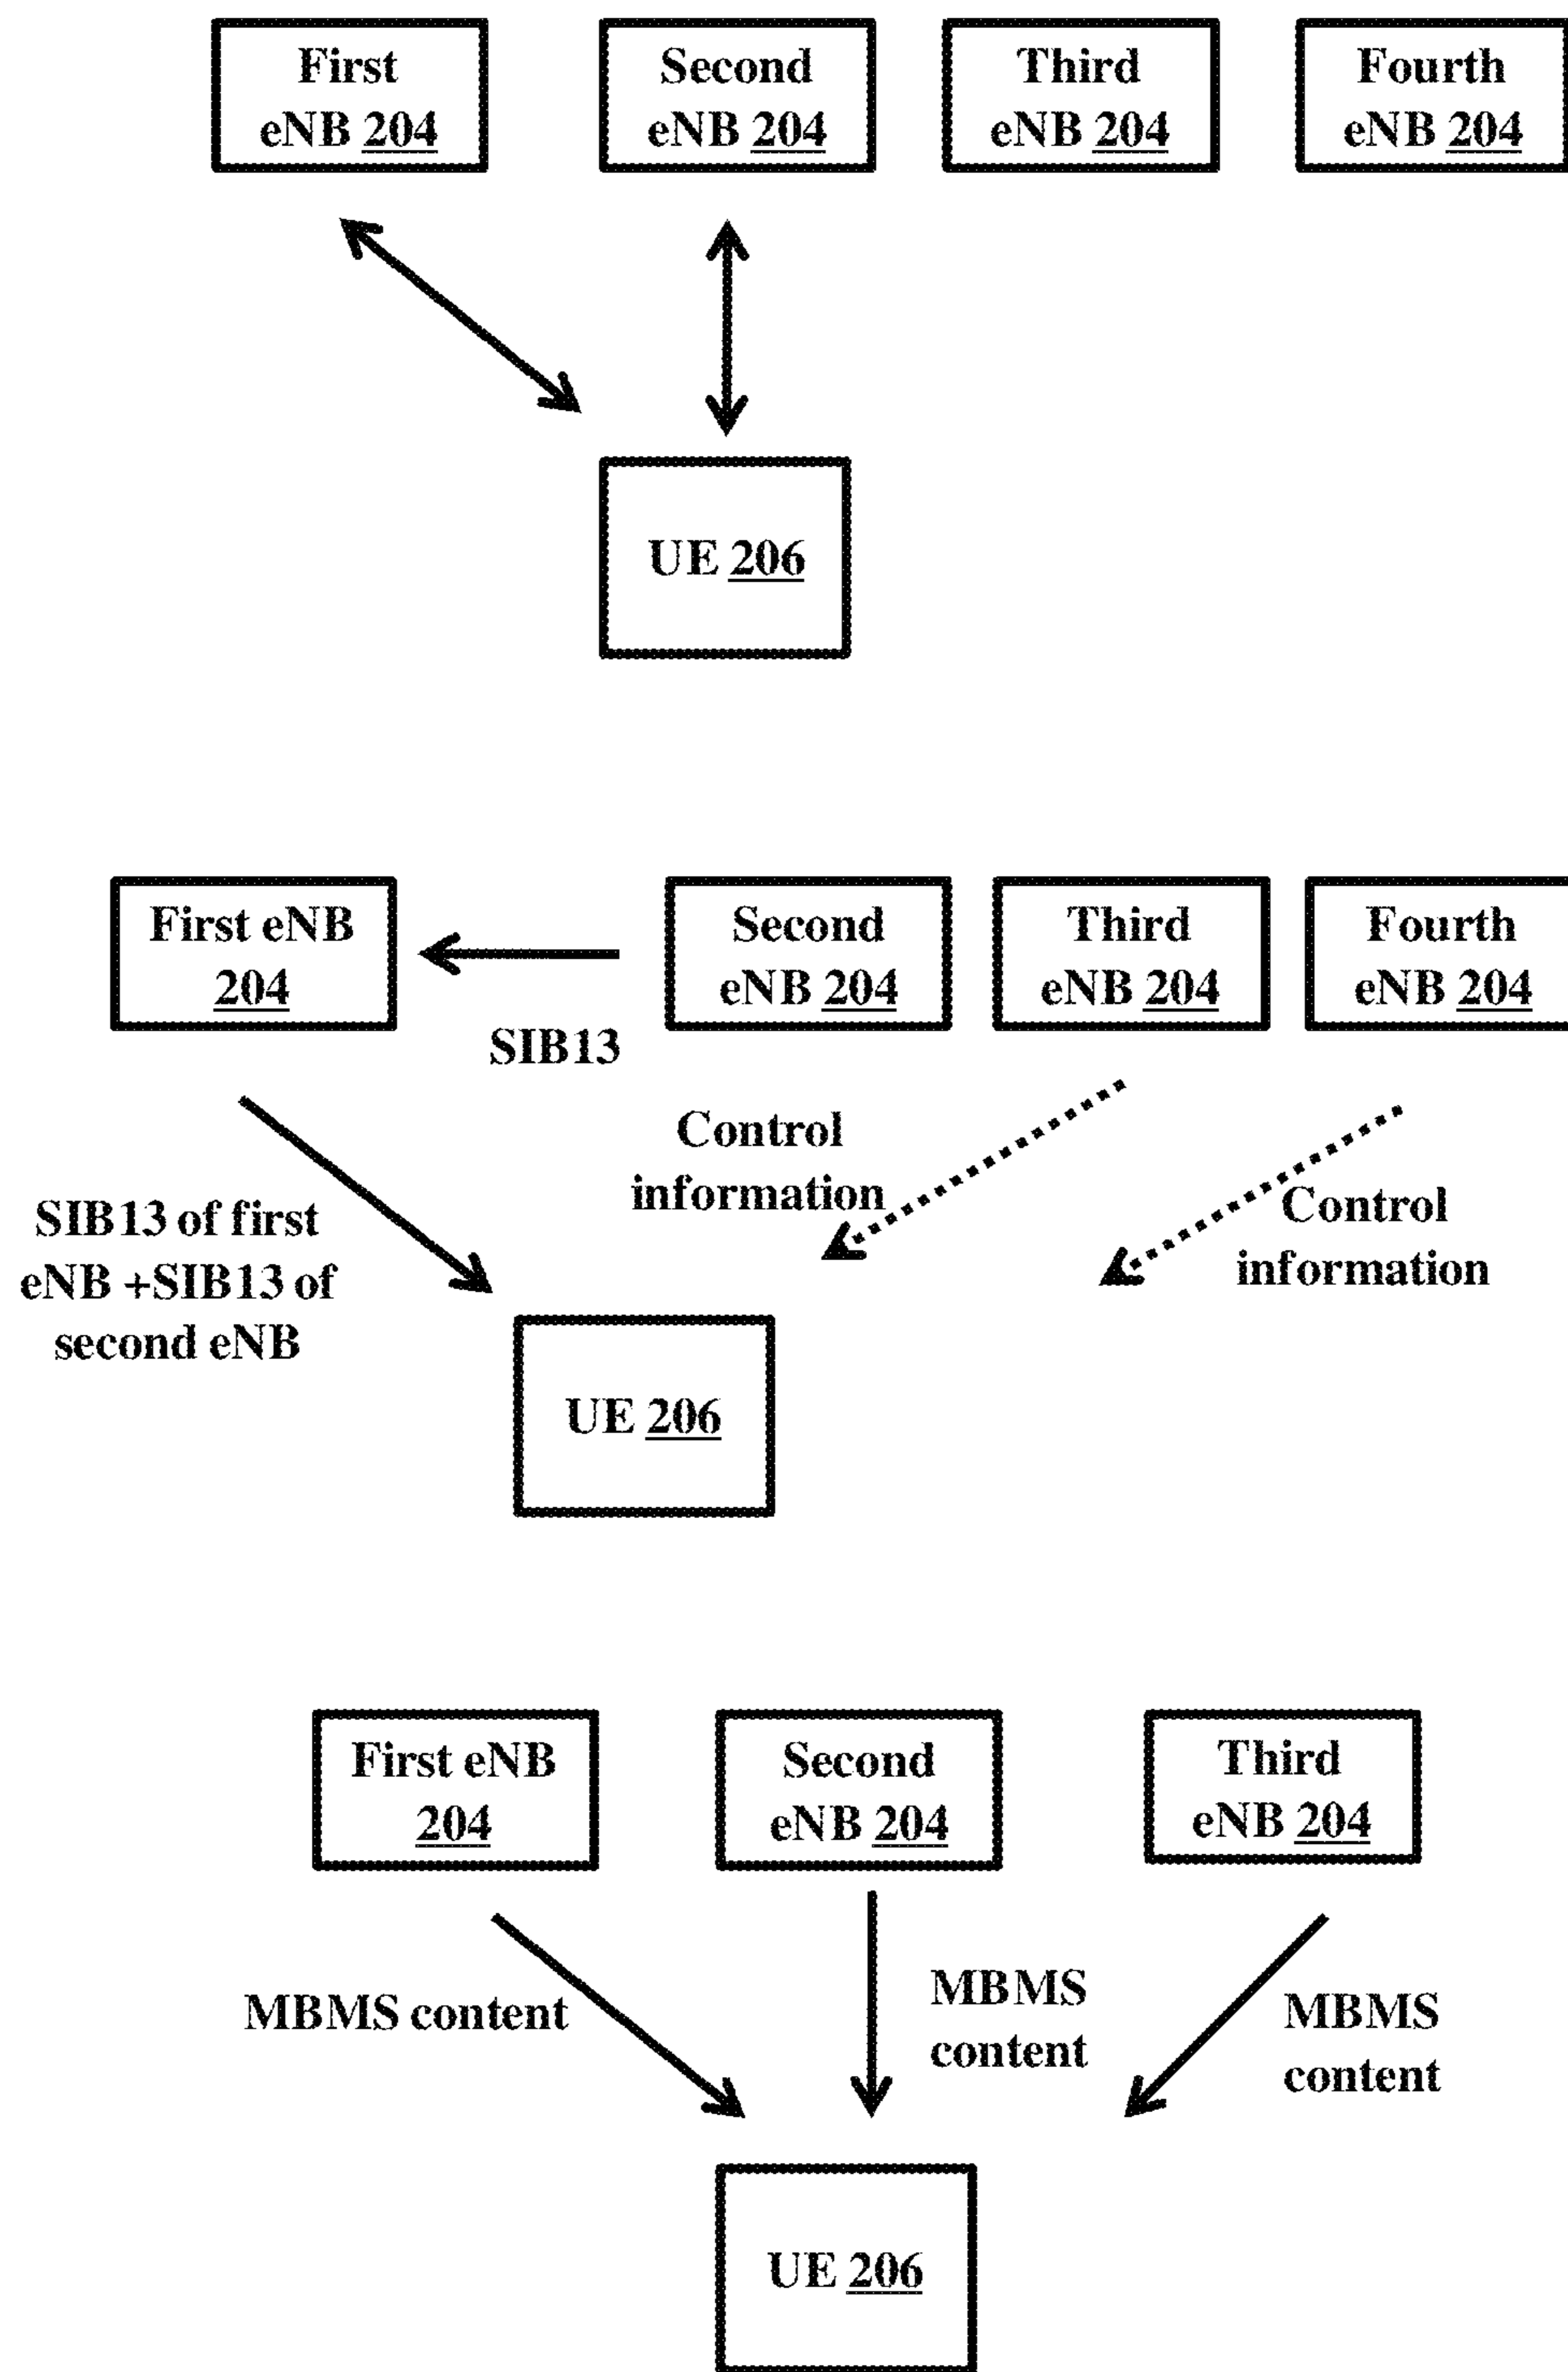 First
eNB 204
Second
eNB 204
Third
eNB 204
Fourth
eNB 204
UE 206
First eNB
204
Second
eNB 204
Third
eNB 204
Fourth
eNB 204
SIB13
Control
information
Control
information
SIB13 of first
eNB +SIB13 of
second eNB
UE 206
First eNB
204
Second
eNB 204
Third
eNB 204
MBMS content
MBMS
content
MBMS
content
UE 206